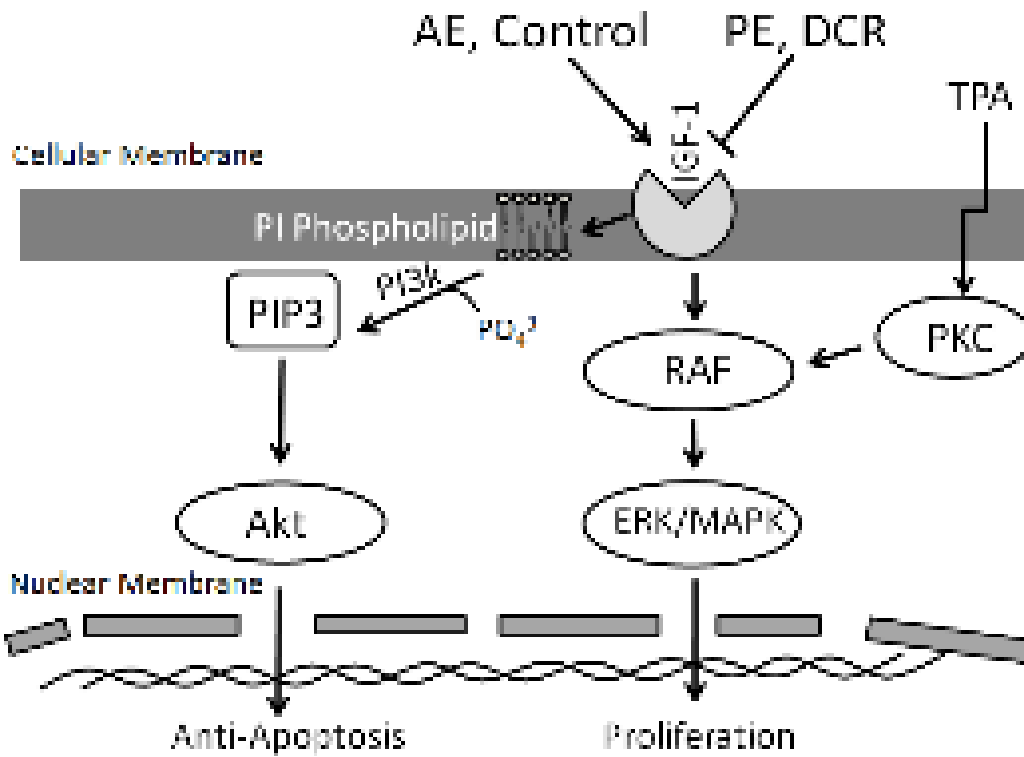 AE, Control
PE, DCR
TPA
IGF-1
Cellular Membrane
PI Phospholipid
PI3k
PIP3
PO₄²
PKC
RAF
Akt
ERK/MAPK
Nuclear Membrane
Anti-Apoptosis
Proliferation